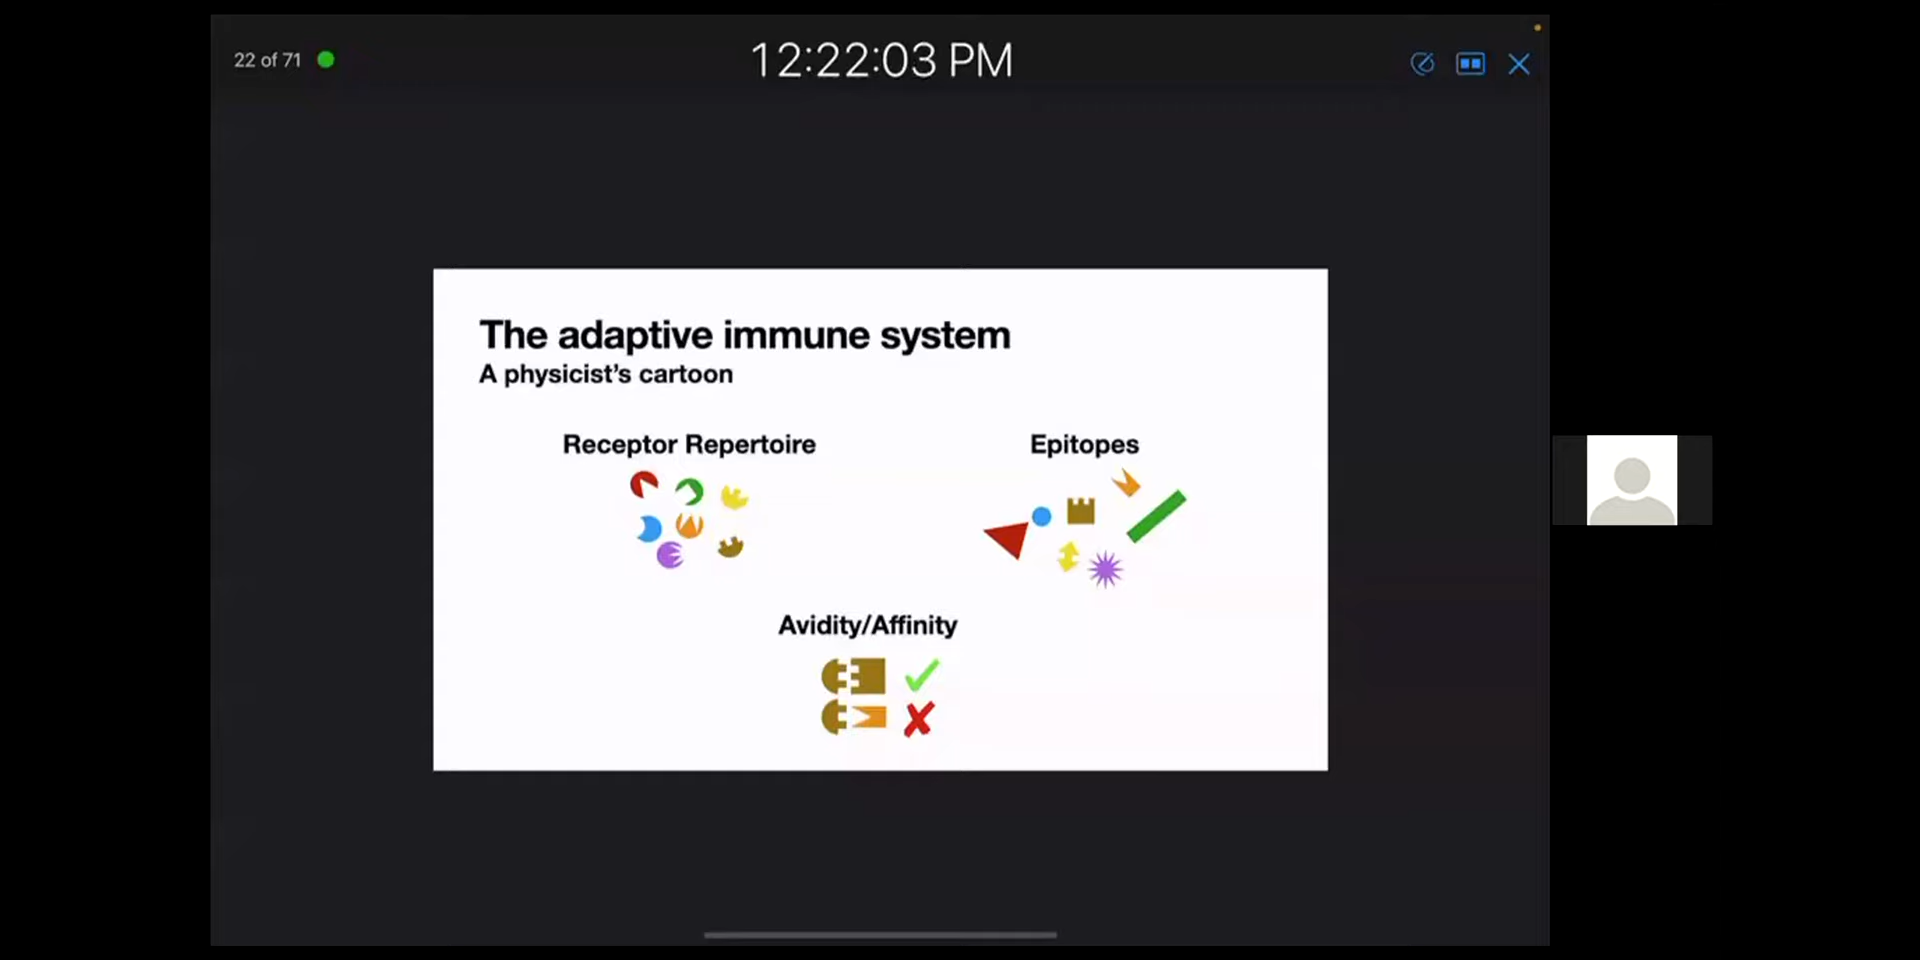 22 of 71
12:22:03 PM
The adaptive immune system
A physicist’s cartoon
Receptor Repertoire
Epitopes
Avidity/Affinity